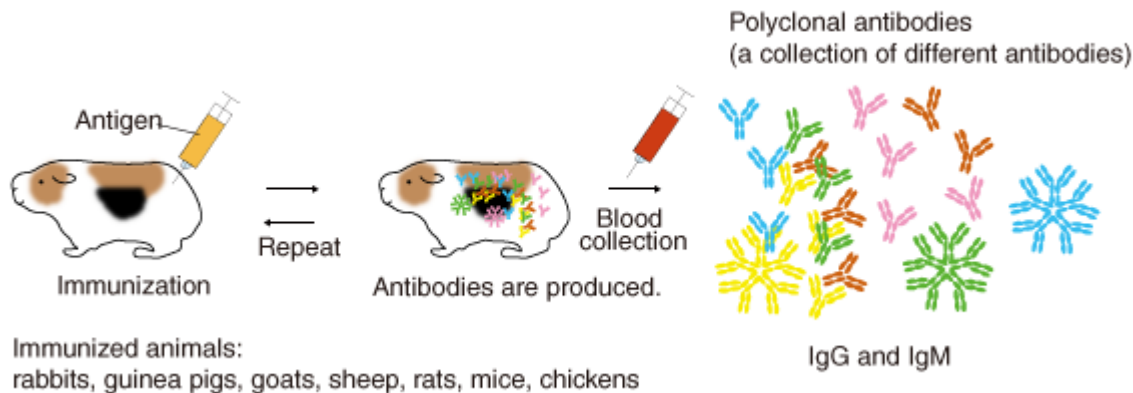 Polyclonal antibodies
(a collection of different antibodies)
Antigen
Repeat
Blood
collection
Immunization
Antibodies are produced.
IgG and IgM
Immunized animals:
rabbits, guinea pigs, goats, sheep, rats, mice, chickens